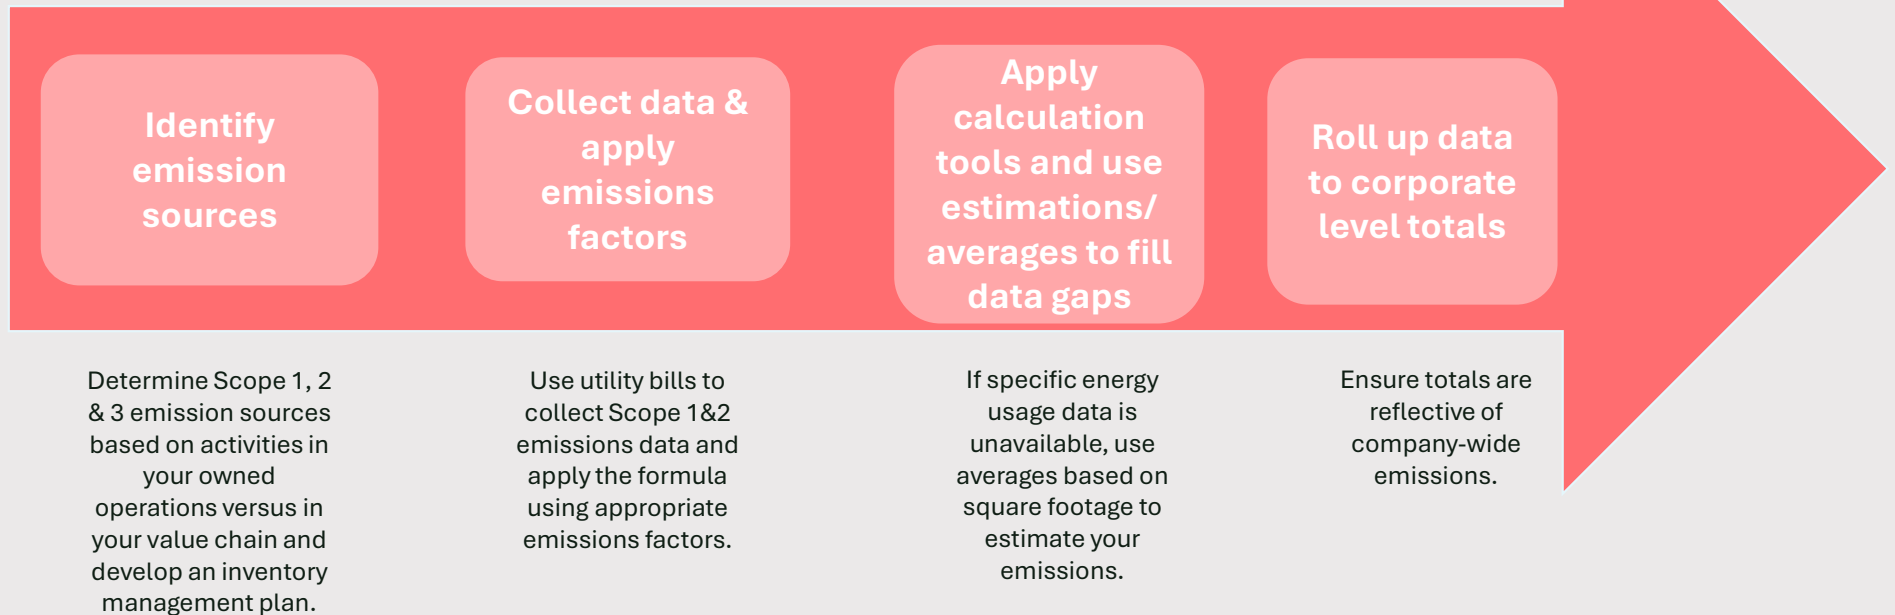 Identify
emission
sources
Collect data &
apply
emissions
factors
Apply
calculation
tools and use
estimations/
averages to fill
data gaps
Roll up data
to corporate
level totals
Determine Scope 1, 2
& 3 emission sources
based on activities in
your owned
operations versus in
your value chain and
develop an inventory
management plan.
Use utility bills to
collect Scope 1&2
emissions data and
apply the formula
using appropriate
emissions factors.
If specific energy
usage data is
unavailable, use
averages based on
square footage to
estimate your
emissions.
Ensure totals are
reflective of
company-wide
emissions.